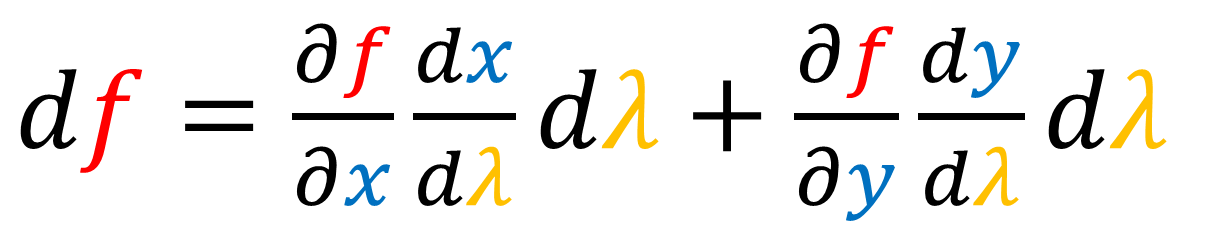 df = ∂f/∂x dx/dλ dλ + ∂f/∂y dy/dλ dλ